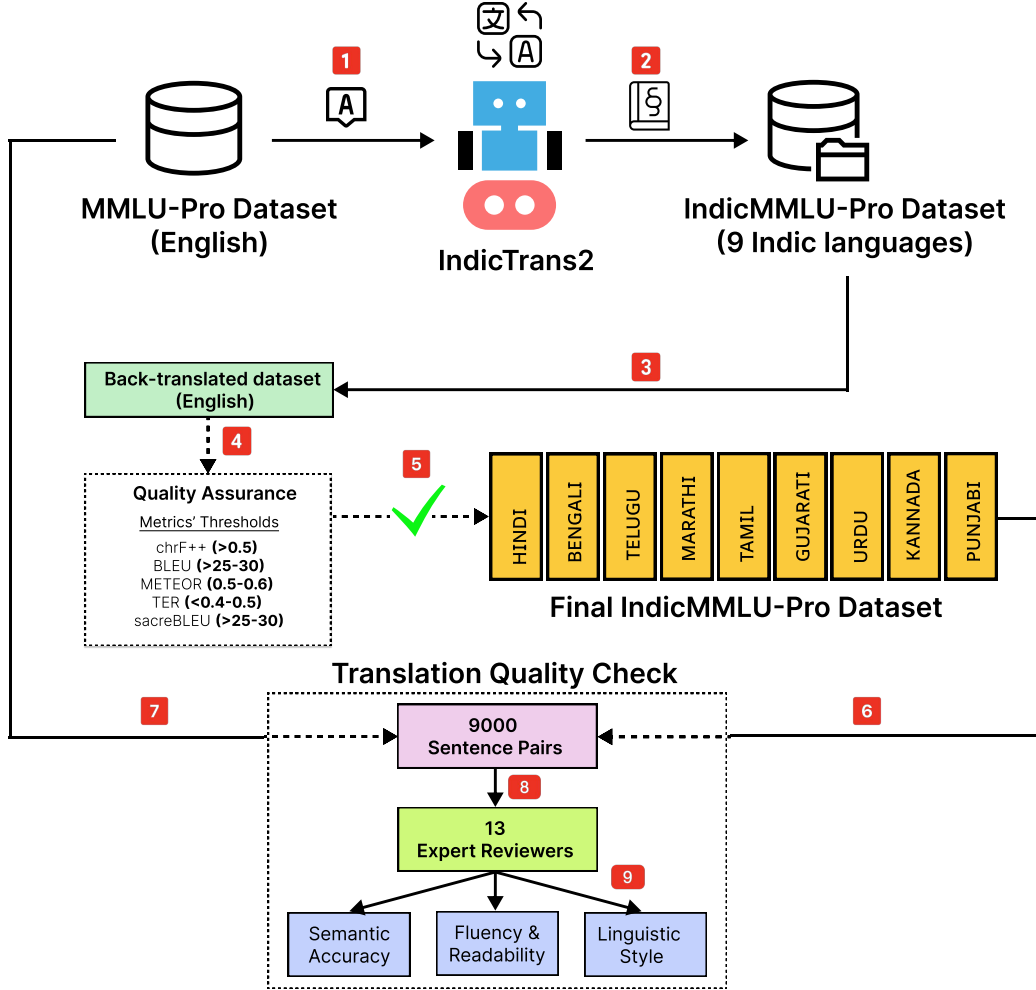 文
A
1
A
2
§
MMLU-Pro Dataset
(English)
IndicTrans2
IndicMMLU-Pro Dataset
(9 Indic languages)
3
Back-translated dataset
(English)
4
Quality Assurance
Metrics' Thresholds
chrF++ (>0.5)
BLEU (>25-30)
METEOR (0.5-0.6)
TER (<0.4-0.5)
sacreBLEU (>25-30)
5
HINDI
BENGALI
TELUGU
MARATHI
TAMIL
GUJARATI
URDU
KANNADA
PUNJABI
Final IndicMMLU-Pro Dataset
Translation Quality Check
7
6
9000
Sentence Pairs
8
13
Expert Reviewers
9
Semantic
Accuracy
Fluency &
Readability
Linguistic
Style